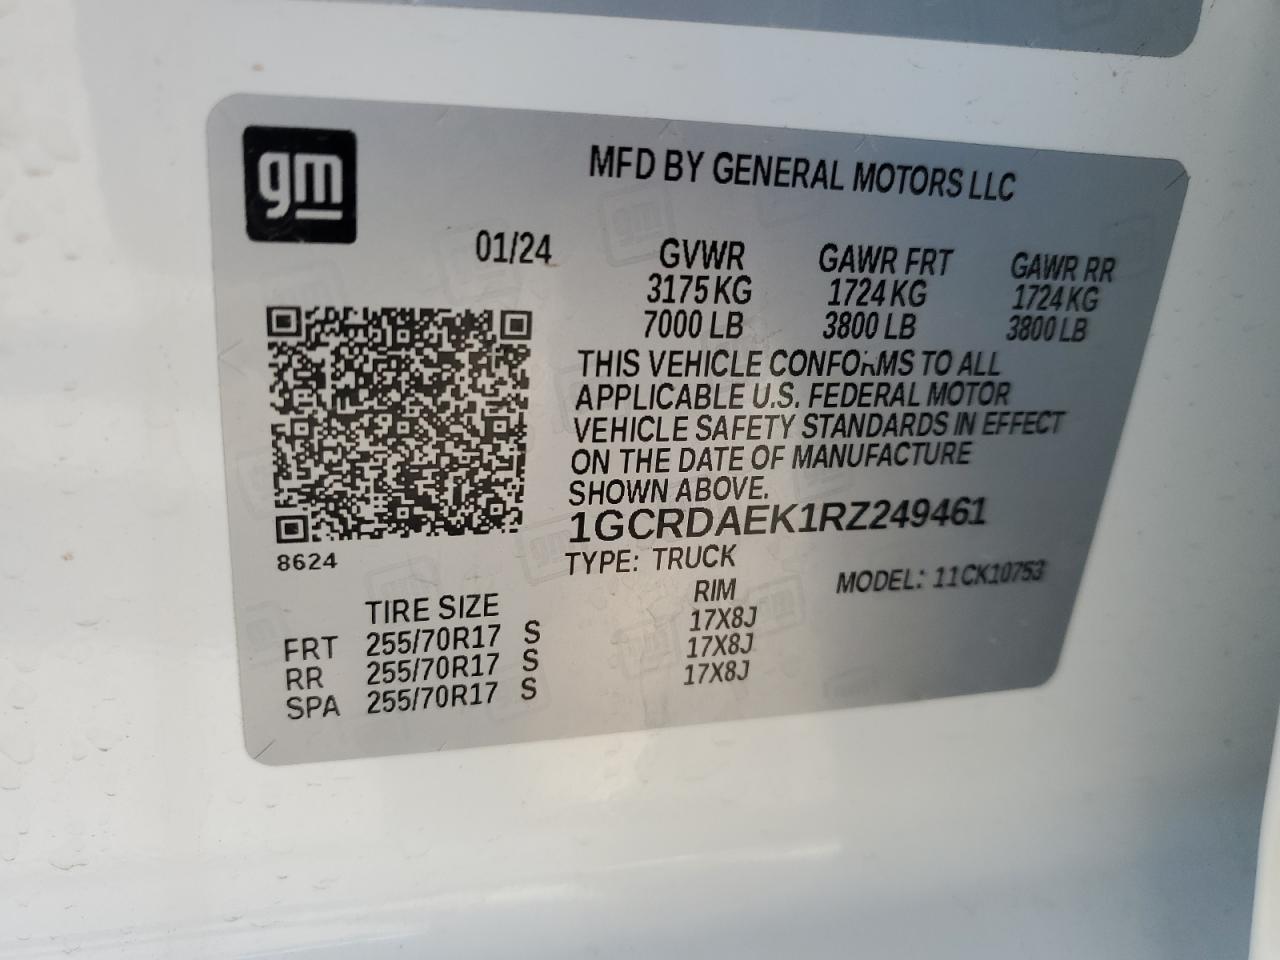 gm
MFD BY GENERAL MOTORS LLC
01/24 GVWR GAWR FRT GAWR RR
3175 KG 1724 KG 1724 KG
7000 LB 3800 LB 3800 LB
THIS VEHICLE CONFORMS TO ALL
APPLICABLE U.S. FEDERAL MOTOR
VEHICLE SAFETY STANDARDS IN EFFECT
ON THE DATE OF MANUFACTURE
SHOWN ABOVE.
1GCRDAEK1RZ249461
8624
TYPE: TRUCK MODEL: 11CK10753
TIRE SIZE RIM
FRT 255/70R17 S 17X8J
RR 255/70R17 S 17X8J
SPA 255/70R17 S 17X8J